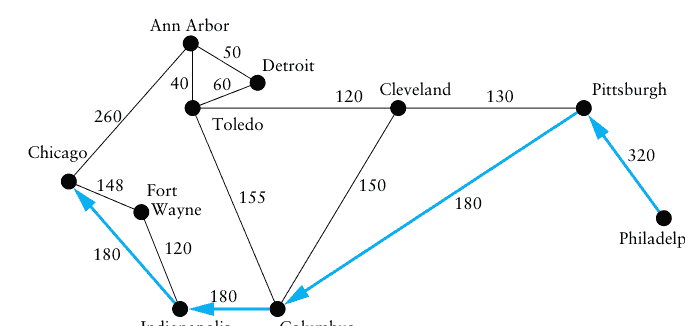 Ann Arbor
50
Detroit
40
60
Cleveland
Pittsburgh
120
130
260
Toledo
Chicago
320
148
Fort
Wayne
150
155
180
Philadelp
180
120
180